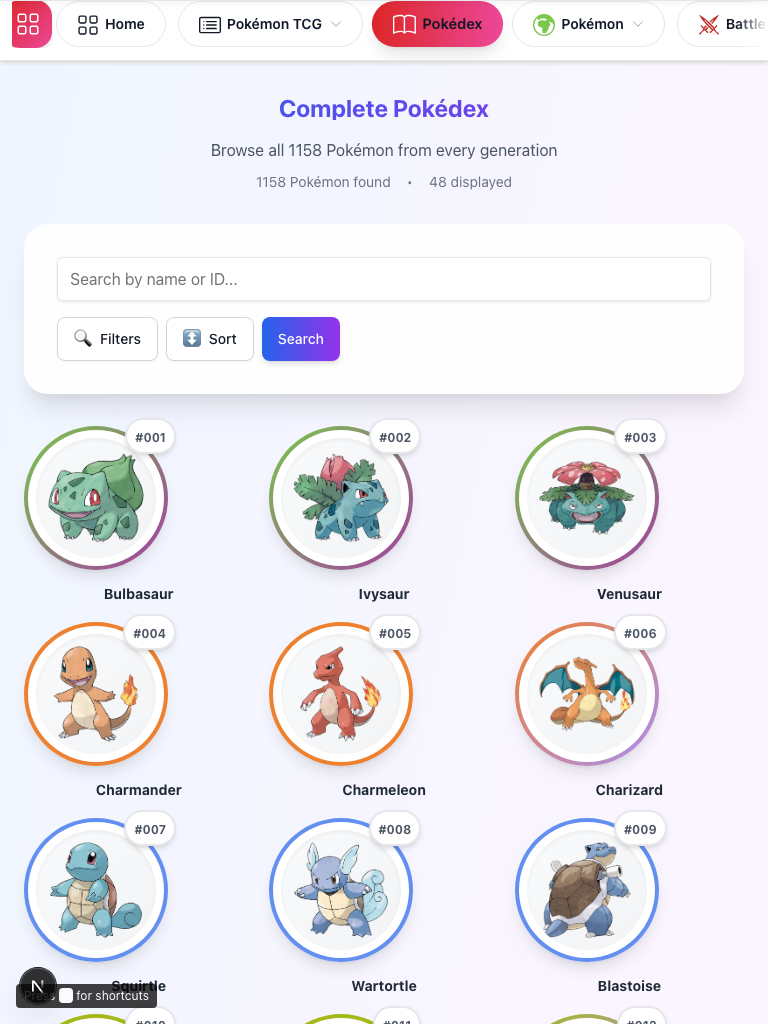 Home Pokémon TCG Pokédex Pokémon Battle
Complete Pokédex
Browse all 1158 Pokémon from every generation
1158 Pokémon found • 48 displayed
Search by name or ID...
Filters Sort Search
#001 #002 #003
Bulbasaur Ivysaur Venusaur
#004 #005 #006
Charmander Charmeleon Charizard
#007 #008 #009
Squirtle Wartortle Blastoise
N
Press for shortcuts